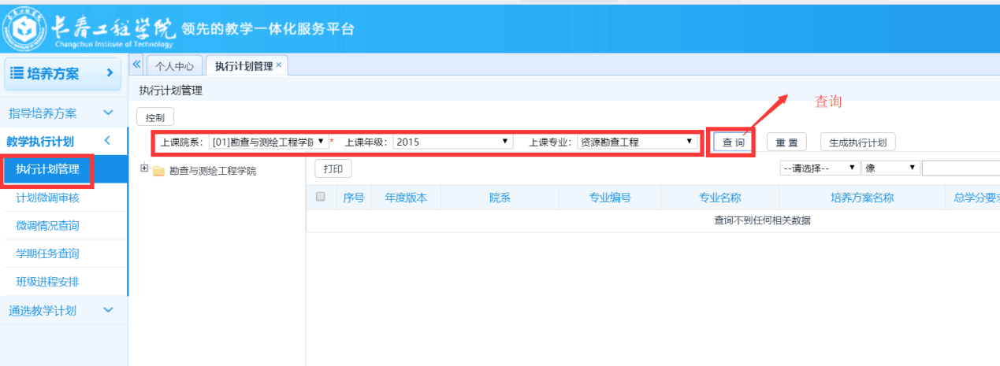 长春工程学院 领先的教学一体化服务平台
Changchun Institute of Technology
培养方案
个人中心 执行计划管理 ×
执行计划管理
指导培养方案
查询
控制
教学执行计划
上课院系: [01]勘查与测绘工程学院 * 上课年级: 2015 上课专业: 资源勘查工程 查 询 重 置 生成执行计划
执行计划管理
勘查与测绘工程学院
打印 --请选择-- 像
计划微调审核
序号 年度版本 院系 专业编号 专业名称 培养方案名称 总学分要求
查询不到任何相关数据
微调情况查询
学期任务查询
班级进程安排
通选教学计划